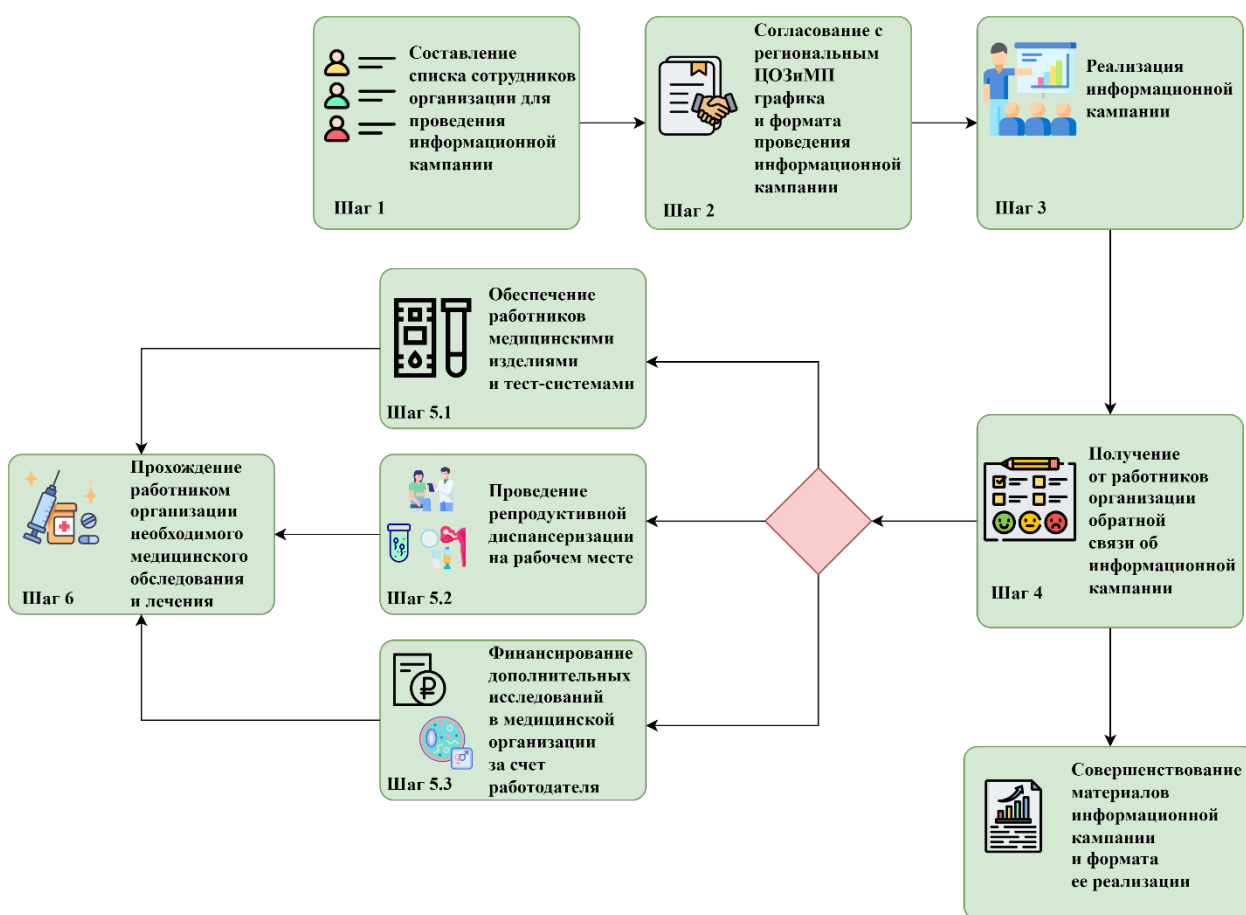 Составление
списка сотрудников
организации для
проведения
информационной
кампании
Шаг 1
Согласование с
региональным
ЦОЗиМП
графика
и формата
проведения
информационной
кампании
Шаг 2
Реализация
информационной
кампании
Шаг 3
Обеспечение
работников
медицинскими
изделиями
и тест-системами
Шаг 5.1
Прохождение
работником
организации
необходимого
медицинского
обследования
и лечения
Шаг 6
Проведение
репродуктивной
диспансеризации
на рабочем месте
Шаг 5.2
Получение
от работников
организации
обратной
связи об
информационной
кампании
Шаг 4
Финансирование
дополнительных
исследований
в медицинской
организации
за счет
работодателя
Шаг 5.3
Совершенствование
материалов
информационной
кампании
и формата
ее реализации